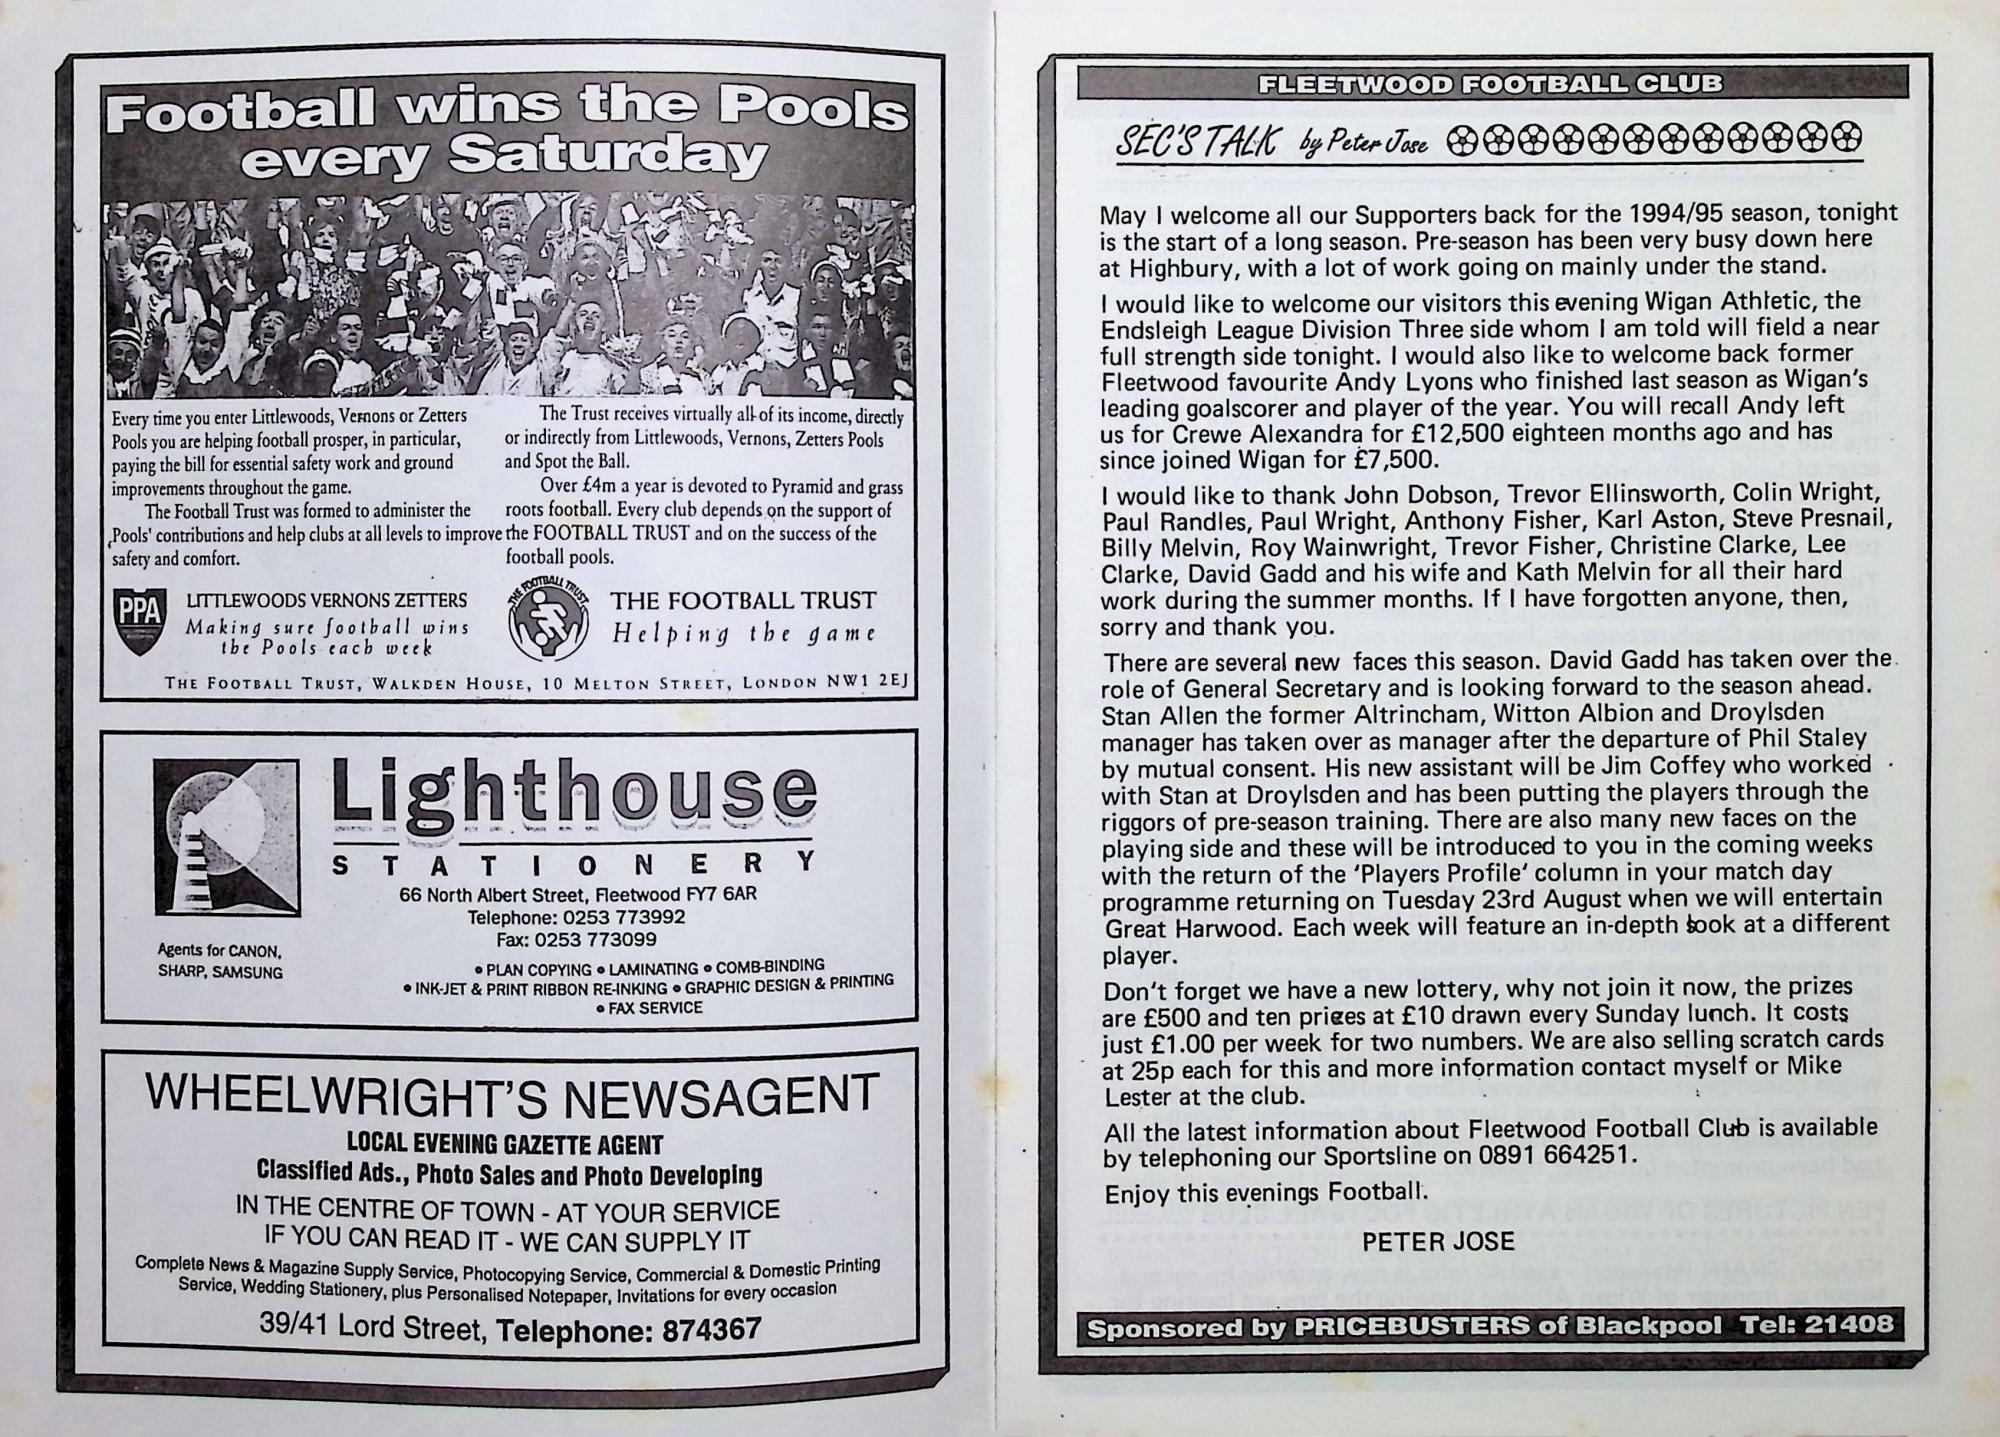 Football wins the Pools
every Saturday
Every time you enter Littlewoods, Vernons or Zetters
Pools you are helping football prosper, in particular,
paying the bill for essential safety work and ground
improvements throughout the game.
The Football Trust was formed to administer the
Pools' contributions and help clubs at all levels to improve
safety and comfort.
The Trust receives virtually all of its income, directly
or indirectly from Littlewoods, Vernons, Zetters Pools
and Spot the Ball.
Over £4m a year is devoted to Pyramid and grass
roots football. Every club depends on the support of
the FOOTBALL TRUST and on the success of the
football pools.
PPA
LITTLEWOODS VERNONS ZETTERS
Making sure football wins
the Pools each week
THE FOOTBALL TRUST
THE FOOTBALL TRUST
Helping the game
THE FOOTBALL TRUST, WALKDEN HOUSE, 10 MELTON STREET, LONDON NW1 2EJ
Lighthouse
STATIONERY
66 North Albert Street, Fleetwood FY7 6AR
Telephone: 0253 773992
Fax: 0253 773099
Agents for CANON,
SHARP, SAMSUNG
• PLAN COPYING • LAMINATING • COMB-BINDING
• INK-JET & PRINT RIBBON RE-INKING • GRAPHIC DESIGN & PRINTING
• FAX SERVICE
WHEELWRIGHT'S NEWSAGENT
LOCAL EVENING GAZETTE AGENT
Classified Ads., Photo Sales and Photo Developing
IN THE CENTRE OF TOWN - AT YOUR SERVICE
IF YOU CAN READ IT - WE CAN SUPPLY IT
Complete News & Magazine Supply Service, Photocopying Service, Commercial & Domestic Printing
Service, Wedding Stationery, plus Personalised Notepaper, Invitations for every occasion
39/41 Lord Street, Telephone: 874367
FLEETWOOD FOOTBALL CLUB
SEC'S TALK by Peter Jose
May I welcome all our Supporters back for the 1994/95 season, tonight
is the start of a long season. Pre-season has been very busy down here
at Highbury, with a lot of work going on mainly under the stand.
I would like to welcome our visitors this evening Wigan Athletic, the
Endsleigh League Division Three side whom I am told will field a near
full strength side tonight. I would also like to welcome back former
Fleetwood favourite Andy Lyons who finished last season as Wigan's
leading goalscorer and player of the year. You will recall Andy left
us for Crewe Alexandra for £12,500 eighteen months ago and has
since joined Wigan for £7,500.
I would like to thank John Dobson, Trevor Ellinsworth, Colin Wright,
Paul Randles, Paul Wright, Anthony Fisher, Karl Aston, Steve Presnail,
Billy Melvin, Roy Wainwright, Trevor Fisher, Christine Clarke, Lee
Clarke, David Gadd and his wife and Kath Melvin for all their hard
work during the summer months. If I have forgotten anyone, then,
sorry and thank you.
There are several new faces this season. David Gadd has taken over the
role of General Secretary and is looking forward to the season ahead.
Stan Allen the former Altrincham, Witton Albion and Droylsden
manager has taken over as manager after the departure of Phil Staley
by mutual consent. His new assistant will be Jim Coffey who worked
with Stan at Droylsden and has been putting the players through the
riggors of pre-season training. There are also many new faces on the
playing side and these will be introduced to you in the coming weeks
with the return of the 'Players Profile' column in your match day
programme returning on Tuesday 23rd August when we will entertain
Great Harwood. Each week will feature an in-depth look at a different
player.
Don't forget we have a new lottery, why not join it now, the prizes
are £500 and ten prizes at £10 drawn every Sunday lunch. It costs
just £1.00 per week for two numbers. We are also selling scratch cards
at 25p each for this and more information contact myself or Mike
Lester at the club.
All the latest information about Fleetwood Football Club is available
by telephoning our Sportsline on 0891 664251.
Enjoy this evenings Football.
PETER JOSE
Sponsored by PRICEBUSTERS of Blackpool Tel: 21408